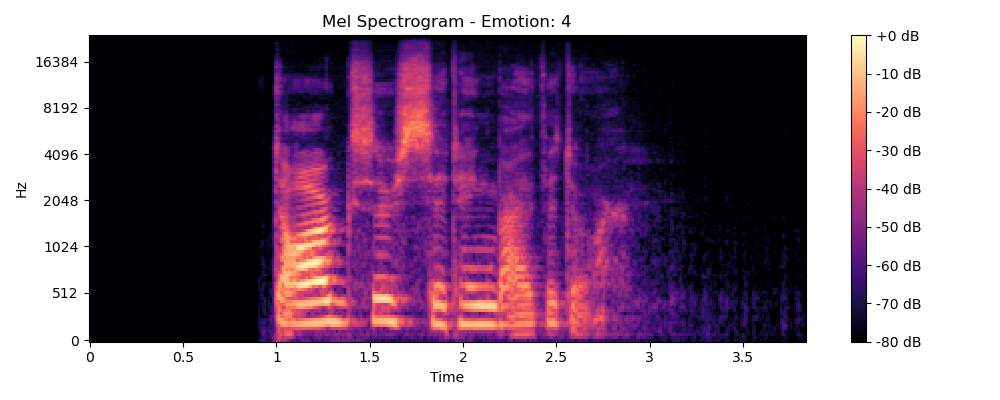 Mel Spectrogram - Emotion: 4
16384
8192
4096
2048
1024
512
0
Hz
0 0.5 1 1.5 2 2.5 3 3.5
Time
+0 dB
-10 dB
-20 dB
-30 dB
-40 dB
-50 dB
-60 dB
-70 dB
-80 dB